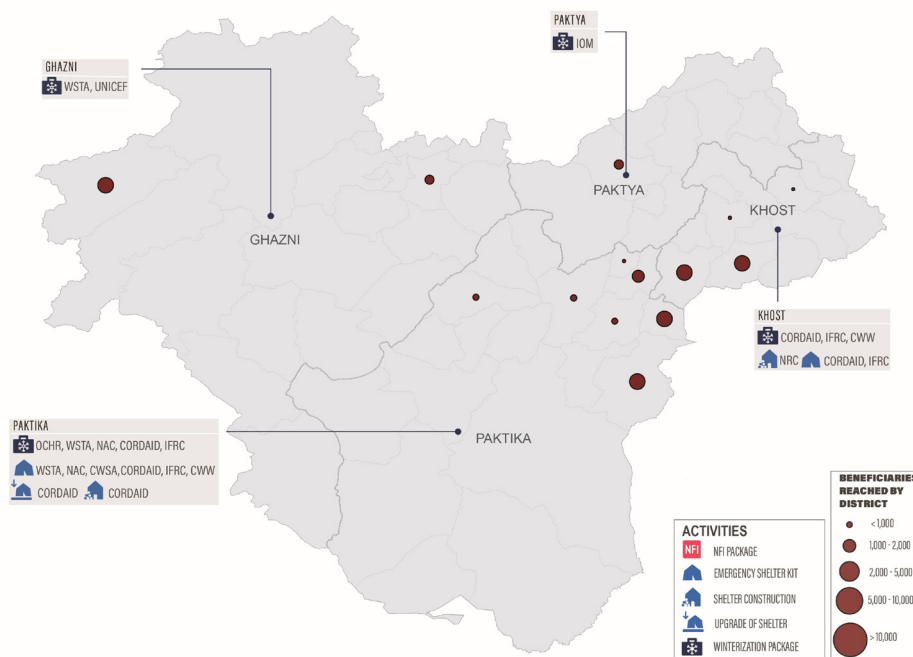 PAKTYA
IOM
GHAZNI
WSTA, UNICEF
PAKTYA
KHOST
GHAZNI
KHOST
CORDAID, IFRC, CWW
NRC CORDAID, IFRC
PAKTIKA
OCHR, WSTA, NAC, CORDAID, IFRC
WSTA, NAC, CWSA,CORDAID, IFRC, CWW
CORDAID CORDAID
PAKTIKA
ACTIVITIES
NFI NFI PACKAGE
EMERGENCY SHELTER KIT
SHELTER CONSTRUCTION
UPGRADE OF SHELTER
WINTERIZATION PACKAGE
BENEFICIARIES
REACHED BY
DISTRICT
< 1,000
1,000 - 2,000
2,000 - 5,000
5,000 - 10,000
> 10,000